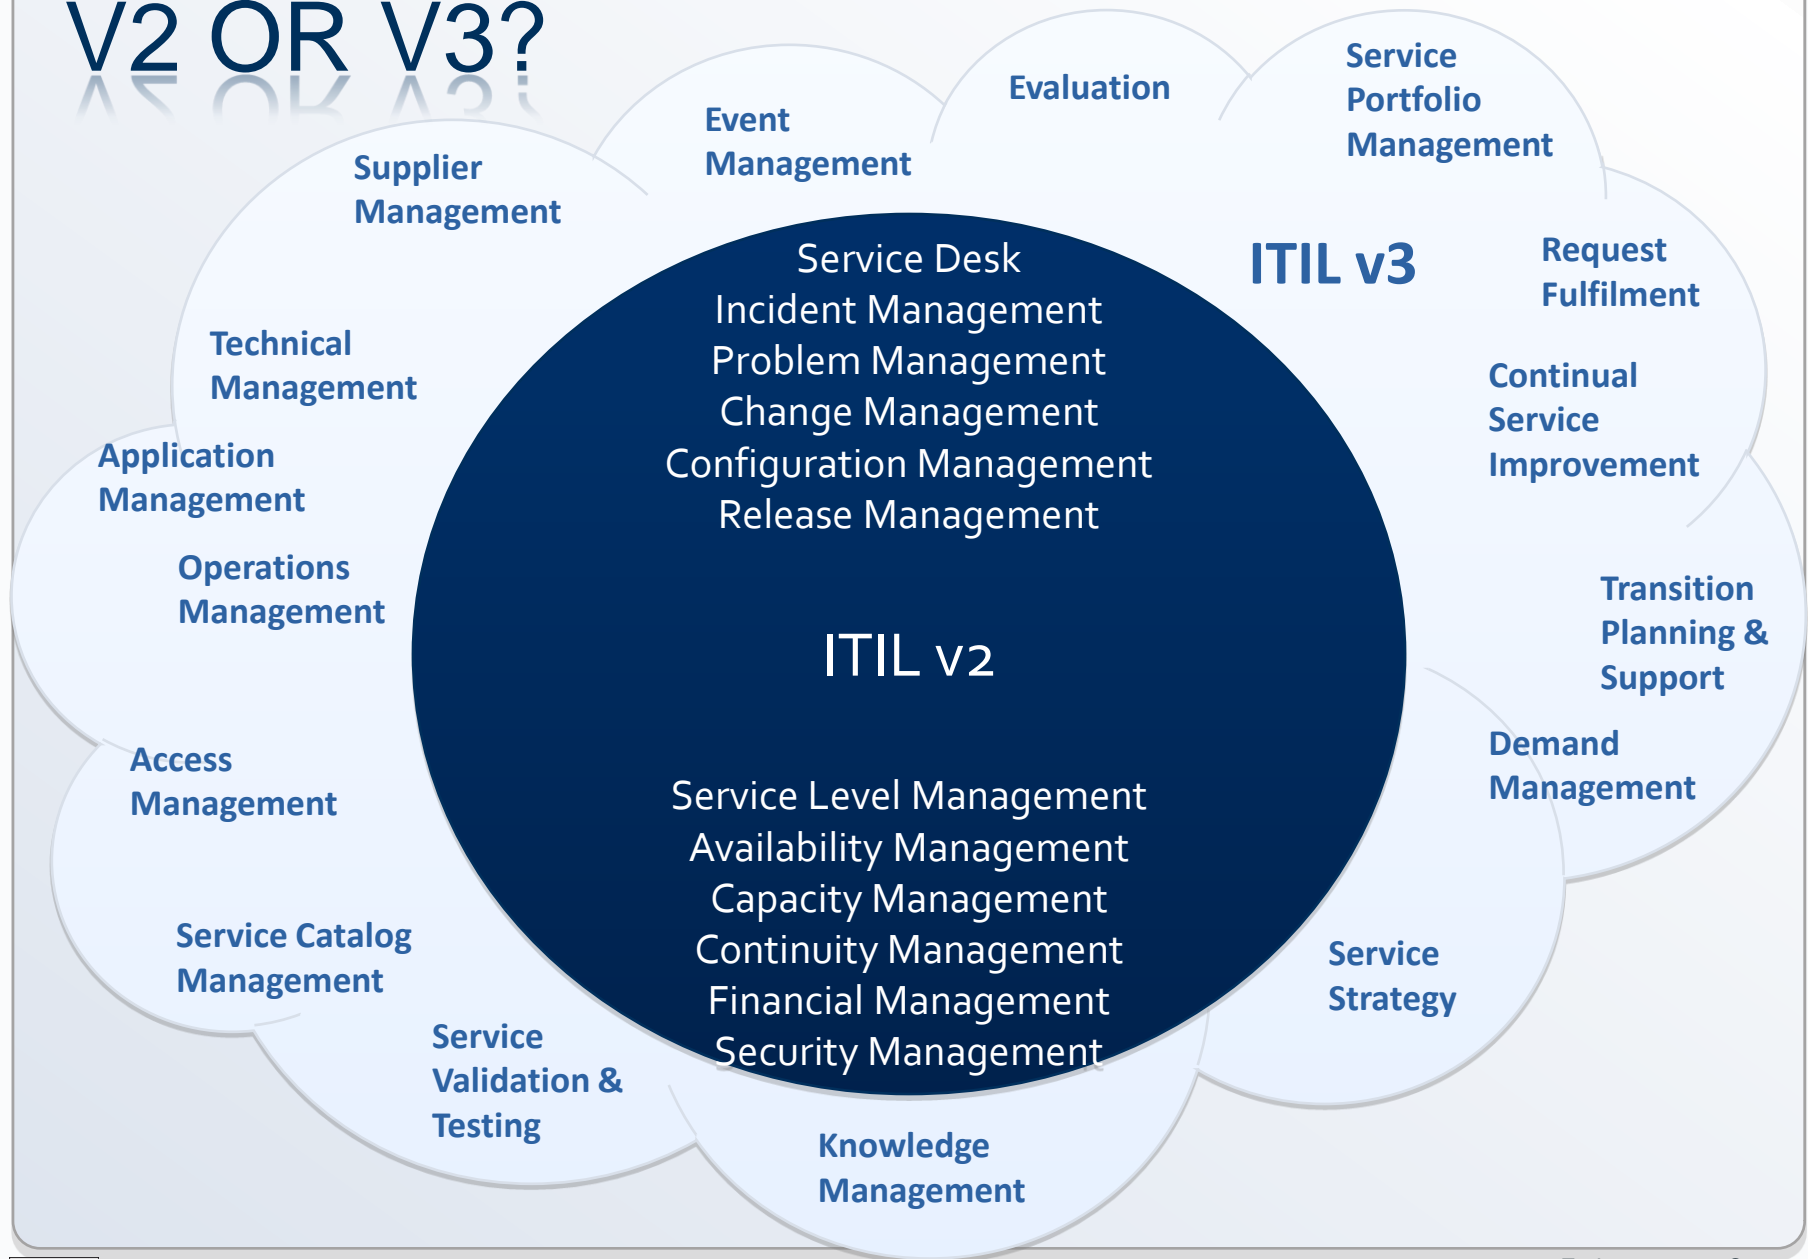 V2 OR V3?
Evaluation
Service
Portfolio
Management
Event
Management
Supplier
Management
ITIL v3
Request
Fulfilment
Technical
Management
Continual
Service
Improvement
Application
Management
Operations
Management
Transition
Planning &
Support
Demand
Management
Access
Management
Service Catalog
Management
Service
Strategy
Service
Validation &
Testing
Knowledge
Management
Service Desk
Incident Management
Problem Management
Change Management
Configuration Management
Release Management
ITIL v2
Service Level Management
Availability Management
Capacity Management
Continuity Management
Financial Management
Security Management